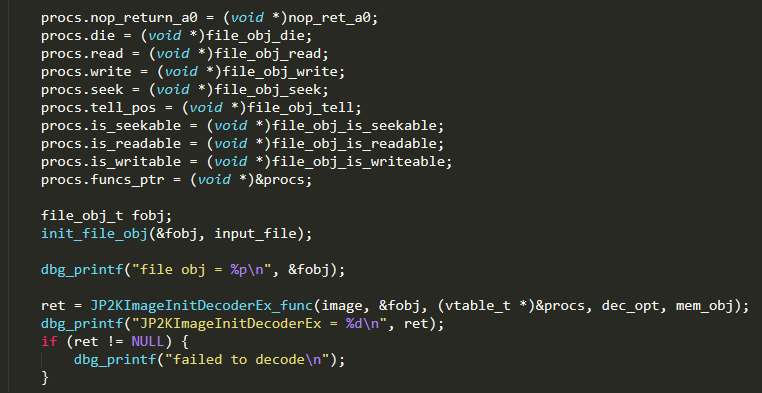 procs.nop_return_a0 = (void *)nop_ret_a0;
procs.die = (void *)file_obj_die;
procs.read = (void *)file_obj_read;
procs.write = (void *)file_obj_write;
procs.seek = (void *)file_obj_seek;
procs.tell_pos = (void *)file_obj_tell;
procs.is_seekable = (void *)file_obj_is_seekable;
procs.is_readable = (void *)file_obj_is_readable;
procs.is_writable = (void *)file_obj_is_writeable;
procs.funcs_ptr = (void *)&procs;
file_obj_t fobj;
init_file_obj(&fobj, input_file);
dbg_printf("file obj = %p\n", &fobj);
ret = JP2KImageInitDecoderEx_func(image, &fobj, (vtable_t *)&procs, dec_opt, mem_obj);
dbg_printf("JP2KImageInitDecoderEx = %d\n", ret);
if (ret != NULL) {
    dbg_printf("failed to decode\n");
}